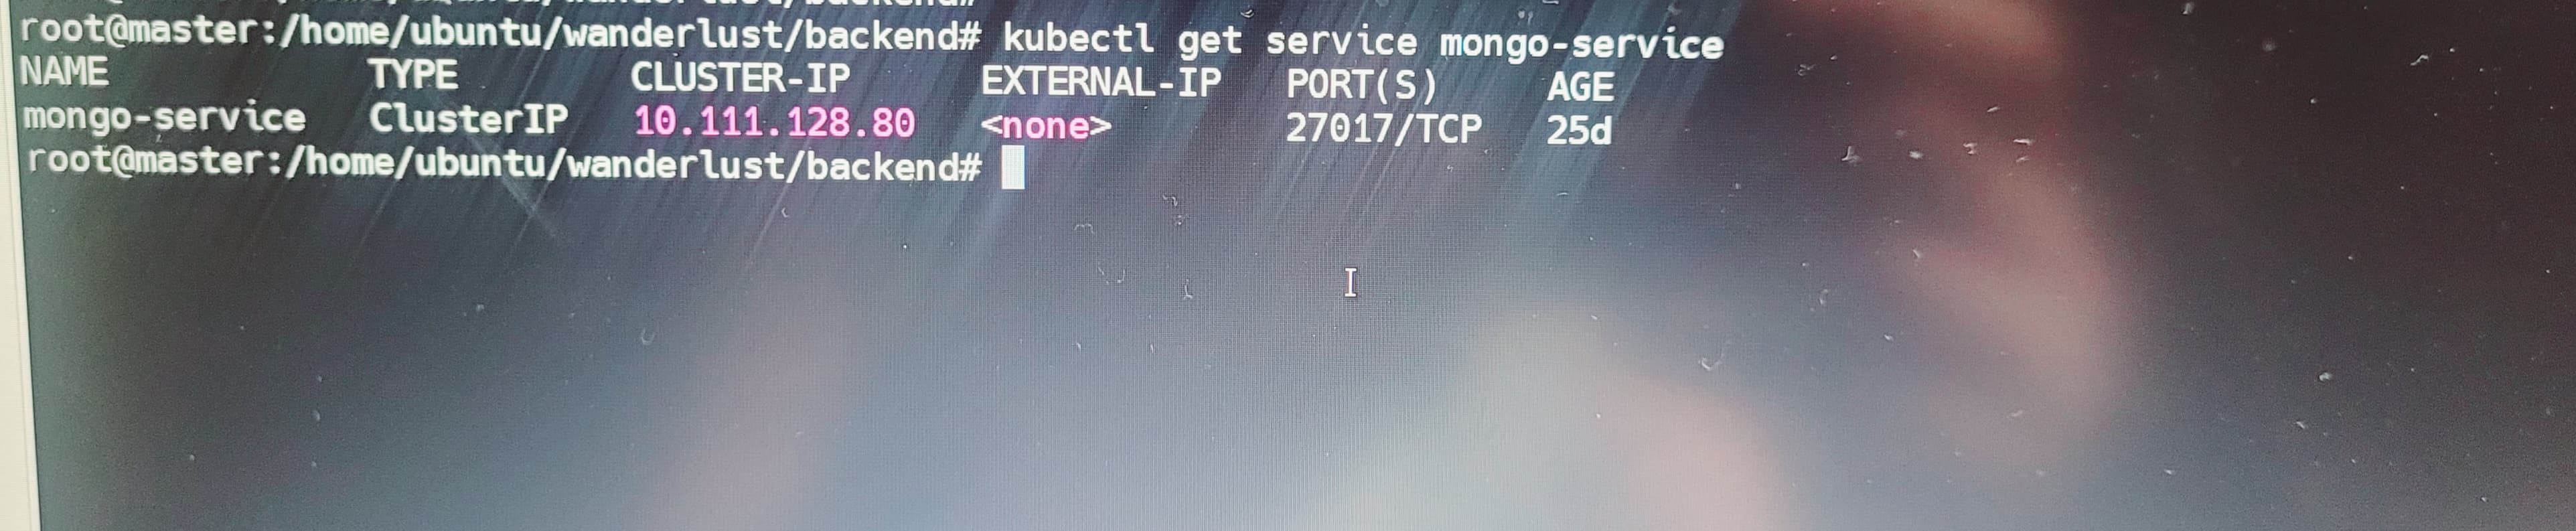 root@master:/home/ubuntu/wanderlust/backend# kubectl get service mongo-service
NAME TYPE CLUSTER-IP EXTERNAL-IP PORT(S) AGE
mongo-service ClusterIP 10.111.128.80 <none> 27017/TCP 25d
root@master:/home/ubuntu/wanderlust/backend#